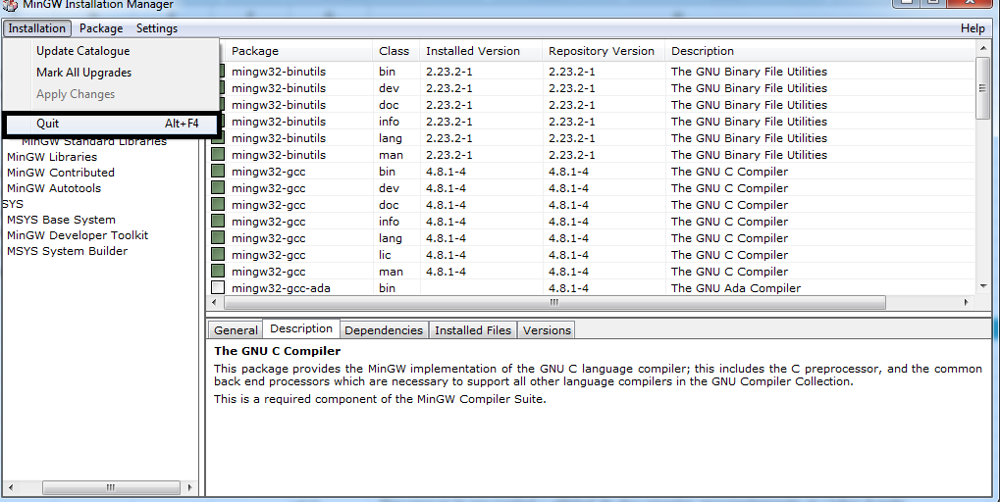 MinGW Installation Manager
Installation Package Settings Help
Update Catalogue
Mark All Upgrades
Apply Changes
Quit Alt+F4
MinGW Standard Libraries
MinGW Libraries
MinGW Contributed
MinGW Autotools
SYS
MSYS Base System
MinGW Developer Toolkit
MSYS System Builder
Package Class Installed Version Repository Version Description
mingw32-binutils bin 2.23.2-1 2.23.2-1 The GNU Binary File Utilities
mingw32-binutils dev 2.23.2-1 2.23.2-1 The GNU Binary File Utilities
mingw32-binutils doc 2.23.2-1 2.23.2-1 The GNU Binary File Utilities
mingw32-binutils info 2.23.2-1 2.23.2-1 The GNU Binary File Utilities
mingw32-binutils lang 2.23.2-1 2.23.2-1 The GNU Binary File Utilities
mingw32-binutils man 2.23.2-1 2.23.2-1 The GNU Binary File Utilities
mingw32-gcc bin 4.8.1-4 4.8.1-4 The GNU C Compiler
mingw32-gcc dev 4.8.1-4 4.8.1-4 The GNU C Compiler
mingw32-gcc doc 4.8.1-4 4.8.1-4 The GNU C Compiler
mingw32-gcc info 4.8.1-4 4.8.1-4 The GNU C Compiler
mingw32-gcc lang 4.8.1-4 4.8.1-4 The GNU C Compiler
mingw32-gcc lic 4.8.1-4 4.8.1-4 The GNU C Compiler
mingw32-gcc man 4.8.1-4 4.8.1-4 The GNU C Compiler
mingw32-gcc-ada bin 4.8.1-4 The GNU Ada Compiler
General Description Dependencies Installed Files Versions
The GNU C Compiler
This package provides the MinGW implementation of the GNU C language compiler; this includes the C preprocessor, and the common
back end processors which are necessary to support all other language compilers in the GNU Compiler Collection.
This is a required component of the MinGW Compiler Suite.